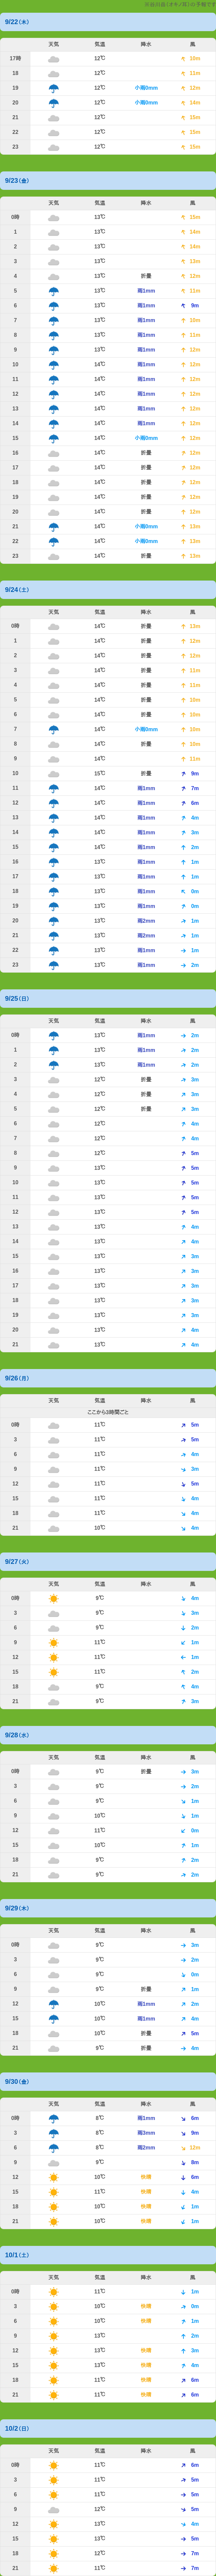 9/22(木)
天気 気温 降水 風
17時 12℃ 10m
18 12℃ 11m
19 12℃ 小雨0mm 12m
20 12℃ 小雨0mm 14m
21 12℃ 15m
22 12℃ 15m
23 12℃ 15m
9/23(金)
天気 気温 降水 風
0時 13℃ 15m
1 13℃ 14m
2 13℃ 14m
3 13℃ 13m
4 13℃ 折畳 12m
5 13℃ 雨1mm 11m
6 13℃ 雨1mm 9m
7 14℃ 雨1mm 10m
8 14℃ 雨1mm 11m
9 14℃ 雨1mm 12m
10 14℃ 雨1mm 12m
11 14℃ 雨1mm 12m
12 14℃ 雨1mm 12m
13 14℃ 雨1mm 12m
14 14℃ 雨1mm 12m
15 14℃ 小雨0mm 12m
16 14℃ 折畳 12m
17 14℃ 折畳 12m
18 14℃ 折畳 12m
19 14℃ 折畳 12m
20 14℃ 折畳 12m
21 14℃ 小雨0mm 13m
22 14℃ 小雨0mm 13m
23 14℃ 折畳 13m
9/24(土)
天気 気温 降水 風
0時 14℃ 折畳 13m
1 14℃ 折畳 12m
2 14℃ 折畳 12m
3 14℃ 折畳 11m
4 14℃ 折畳 11m
5 14℃ 折畳 10m
6 14℃ 折畳 10m
7 14℃ 小雨0mm 10m
8 14℃ 折畳 10m
9 14℃ 11m
10 15℃ 折畳 9m
11 14℃ 雨1mm 7m
12 14℃ 雨1mm 6m
13 14℃ 雨1mm 4m
14 14℃ 雨1mm 3m
15 14℃ 雨1mm 2m
16 13℃ 雨1mm 1m
17 13℃ 雨1mm 1m
18 13℃ 雨1mm 0m
19 13℃ 雨1mm 0m
20 13℃ 雨2mm 1m
21 13℃ 雨2mm 1m
22 13℃ 雨1mm 1m
23 13℃ 雨1mm 2m
9/25(日)
天気 気温 降水 風
0時 13℃ 雨1mm 2m
1 13℃ 雨1mm 2m
2 13℃ 雨1mm 2m
3 12℃ 折畳 3m
4 12℃ 折畳 3m
5 12℃ 折畳 3m
6 12℃ 4m
7 12℃ 4m
8 12℃ 5m
9 13℃ 5m
10 13℃ 5m
11 13℃ 5m
12 13℃ 5m
13 13℃ 4m
14 13℃ 4m
15 13℃ 3m
16 13℃ 3m
17 13℃ 3m
18 13℃ 3m
19 13℃ 3m
20 13℃ 4m
21 13℃ 4m
9/26(月)
天気 気温 降水 風
ここから3時間ごと
0時 11℃ 5m
3 11℃ 5m
6 11℃ 4m
9 11℃ 3m
12 11℃ 5m
15 11℃ 4m
18 11℃ 4m
21 10℃ 4m
9/27(火)
天気 気温 降水 風
0時 9℃ 4m
3 9℃ 3m
6 9℃ 2m
9 11℃ 1m
12 11℃ 1m
15 11℃ 2m
18 9℃ 4m
21 9℃ 3m
9/28(水)
天気 気温 降水 風
0時 9℃ 折畳 3m
3 9℃ 2m
6 9℃ 1m
9 10℃ 1m
12 11℃ 0m
15 10℃ 1m
18 9℃ 2m
21 9℃ 2m
9/29(木)
天気 気温 降水 風
0時 9℃ 3m
3 9℃ 2m
6 9℃ 0m
9 9℃ 折畳 1m
12 10℃ 雨1mm 2m
15 10℃ 雨1mm 4m
18 10℃ 折畳 5m
21 9℃ 折畳 4m
9/30(金)
天気 気温 降水 風
0時 8℃ 雨1mm 6m
3 8℃ 雨3mm 9m
6 8℃ 雨2mm 12m
9 9℃ 8m
12 10℃ 快晴 6m
15 11℃ 快晴 4m
18 10℃ 快晴 1m
21 10℃ 快晴 1m
10/1(土)
天気 気温 降水 風
0時 11℃ 1m
3 10℃ 快晴 0m
6 10℃ 快晴 1m
9 13℃ 2m
12 13℃ 快晴 3m
15 13℃ 快晴 4m
18 11℃ 6m
21 11℃ 6m
10/2(日)
天気 気温 降水 風
0時 11℃ 6m
3 11℃ 5m
6 11℃ 5m
9 12℃ 5m
12 13℃ 4m
15 13℃ 5m
18 12℃ 7m
21 11℃ 7m